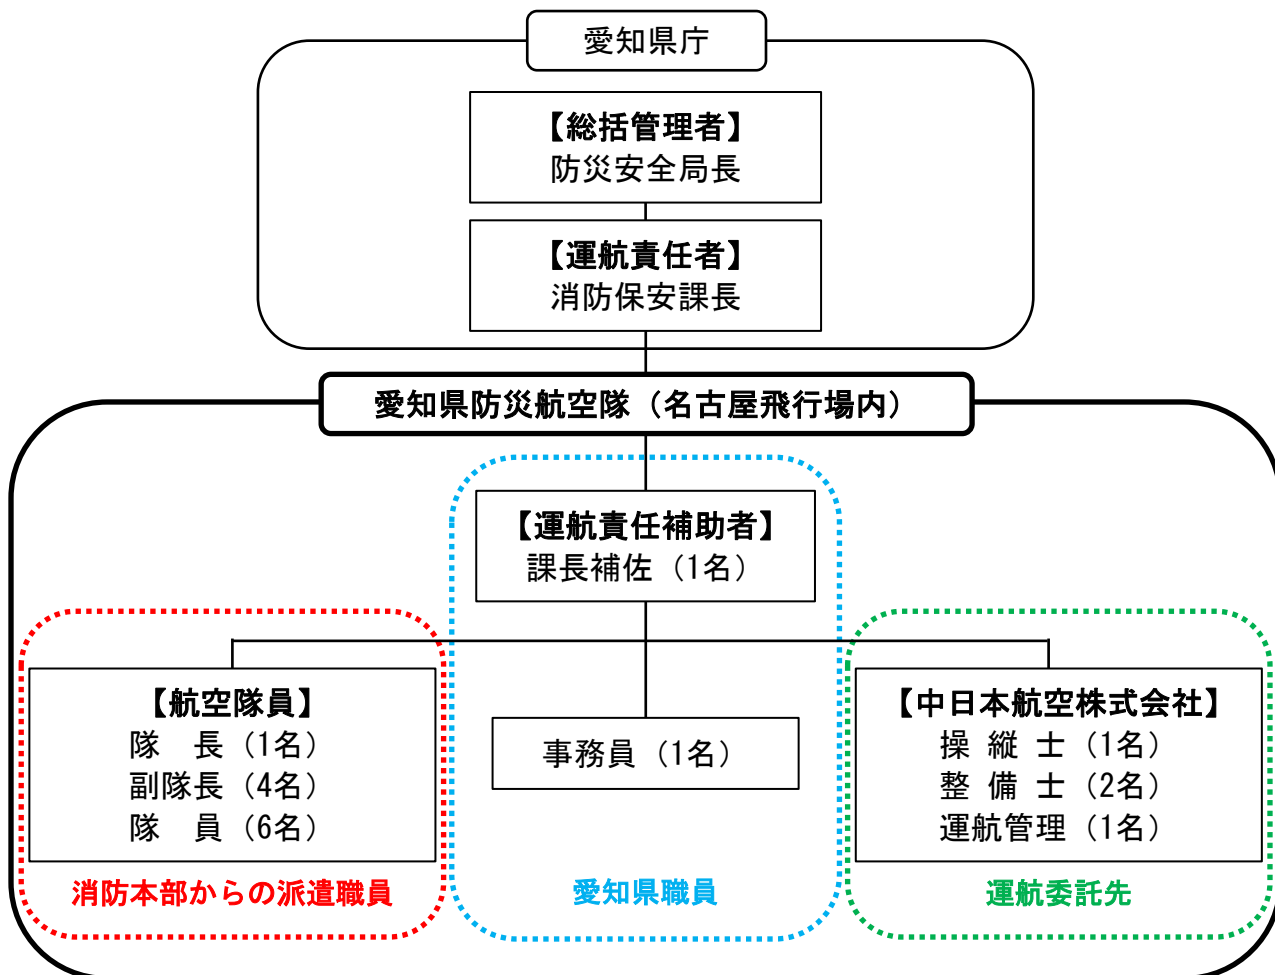 愛知県庁
【総括管理者】
防災安全局長
【運航責任者】
消防保安課長
愛知県防災航空隊（名古屋飛行場内）
【運航責任補助者】
課長補佐（1名）
【航空隊員】
隊　長（1名）
副隊長（4名）
隊　員（6名）
消防本部からの派遣職員
事務員（1名）
愛知県職員
【中日本航空株式会社】
操 縦 士（1名）
整 備 士（2名）
運航管理（1名）
運航委託先